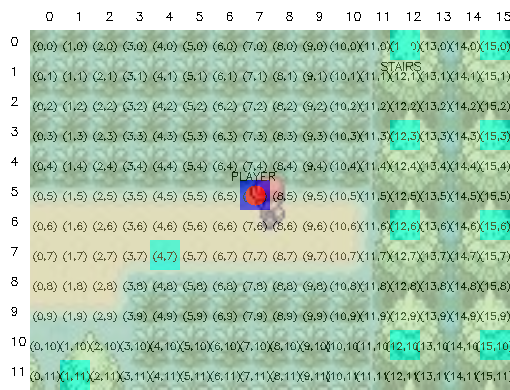 0 1 2 3 4 5 6 7 8 9 10 11 12 13 14 15
0 (0,0) (1,0) (2,0) (3,0) (4,0) (5,0) (6,0) (7,0) (8,0) (9,0) (10,0) (11,0) (1 0) (13,0) (14,0) (15,0)
STAIRS
1 (0,1) (1,1) (2,1) (3,1) (4,1) (5,1) (6,1) (7,1) (8,1) (9,1) (10,1) (11,1) (12,1) (13,1) (14,1) (15,1)
2 (0,2) (1,2) (2,2) (3,2) (4,2) (5,2) (6,2) (7,2) (8,2) (9,2) (10,2) (11,2) (12,2) (13,2) (14,2) (15,2)
3 (0,3) (1,3) (2,3) (3,3) (4,3) (5,3) (6,3) (7,3) (8,3) (9,3) (10,3) (11,3) (12,3) (13,3) (14,3) (15,3)
4 (0,4) (1,4) (2,4) (3,4) (4,4) (5,4) (6,4) (7,4) (8,4) (9,4) (10,4) (11,4) (12,4) (13,4) (14,4) (15,4)
PLAYER
5 (0,5) (1,5) (2,5) (3,5) (4,5) (5,5) (6,5) (8,5) (9,5) (10,5) (11,5) (12,5) (13,5) (14,5) (15,5)
6 (0,6) (1,6) (2,6) (3,6) (4,6) (5,6) (6,6) (7,6) (8,6) (9,6) (10,6) (11,6) (12,6) (13,6) (14,6) (15,6)
7 (0,7) (1,7) (2,7) (3,7) (4,7) (5,7) (6,7) (7,7) (8,7) (9,7) (10,7) (11,7) (12,7) (13,7) (14,7) (15,7)
8 (0,8) (1,8) (2,8) (3,8) (4,8) (5,8) (6,8) (7,8) (8,8) (9,8) (10,8) (11,8) (12,8) (13,8) (14,8) (15,8)
9 (0,9) (1,9) (2,9) (3,9) (4,9) (5,9) (6,9) (7,9) (8,9) (9,9) (10,9) (11,9) (12,9) (13,9) (14,9) (15,9)
10 (0,10) (1,10) (2,10) (3,10) (4,10) (5,10) (6,10) (7,10) (8,10) (9,10) (10,10) (11,10) (12,10) (13,10) (14,10) (15,10)
11 (0,11) (1,11) (2,11) (3,11) (4,11) (5,11) (6,11) (7,11) (8,11) (9,11) (10,11) (11,11) (12,11) (13,11) (14,11) (15,11)